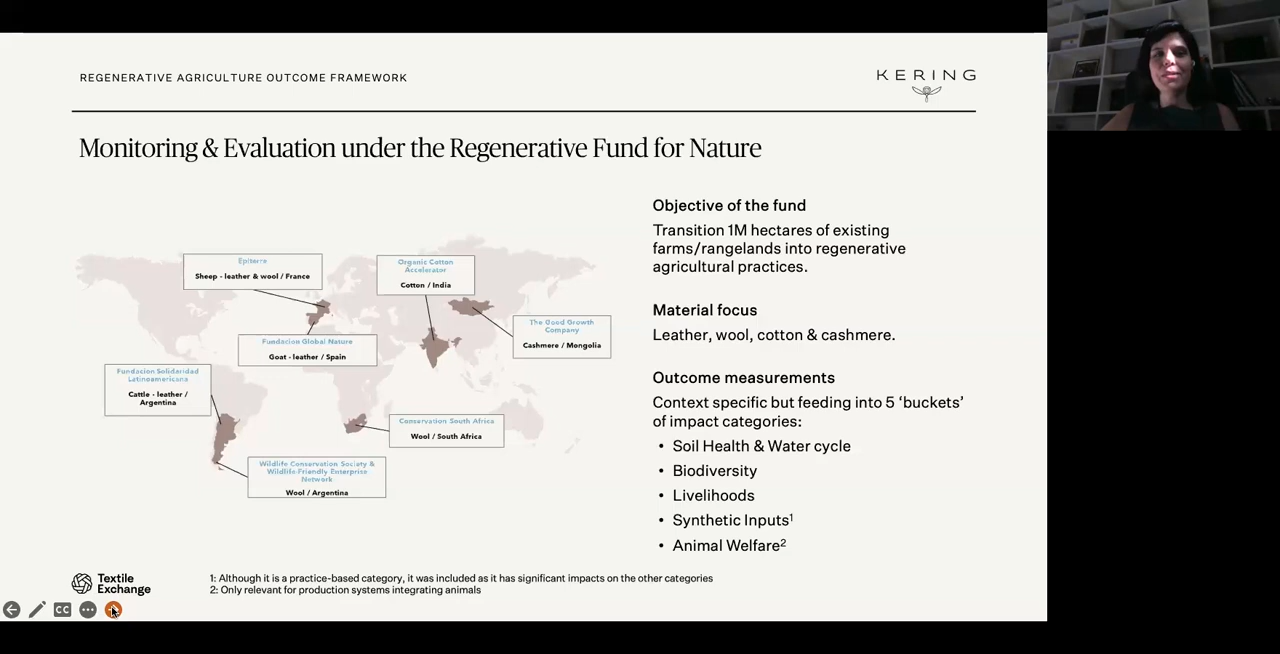 REGENERATIVE AGRICULTURE OUTCOME FRAMEWORK
KERING
Monitoring & Evaluation under the Regenerative Fund for Nature
Epiterre
Sheep - leather & wool / France
Organic Cotton
Accelerator
Cotton / India
The Good Growth
Company
Cashmere / Mongolia
Fundacion Global Nature
Goat - leather / Spain
Fundacion Solidaridad
Latinoamericana
Cattle - leather /
Argentina
Conservation South Africa
Wool / South Africa
Wildlife Conservation Society &
Wildlife Friendly Enterprise
Network
Wool / Argentina
Objective of the fund
Transition 1M hectares of existing
farms/rangelands into regenerative
agricultural practices.
Material focus
Leather, wool, cotton & cashmere.
Outcome measurements
Context specific but feeding into 5 ‘buckets’
of impact categories:
• Soil Health & Water cycle
• Biodiversity
• Livelihoods
• Synthetic Inputs¹
• Animal Welfare²
Textile
Exchange
1: Although it is a practice-based category, it was included as it has significant impacts on the other categories
2: Only relevant for production systems integrating animals
CC